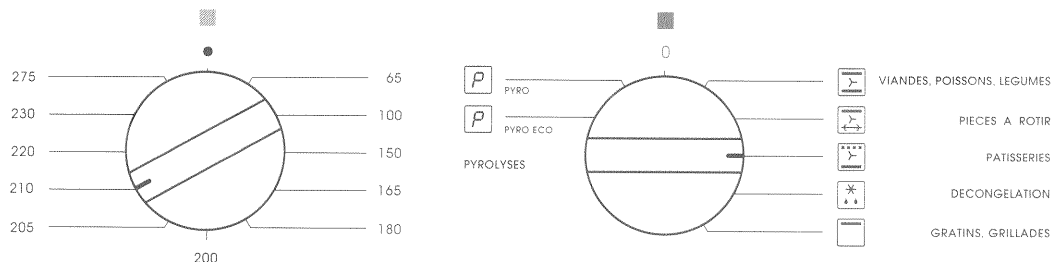 0
275
65
230
100
220
150
210
165
205
180
200
P
PYRO
P
PYRO ECO
PYROLYSES
VIANDES, POISSONS, LEGUMES
PIECES A ROTIR
PATISSERIES
DECONGELATION
GRATINS, GRILLADES